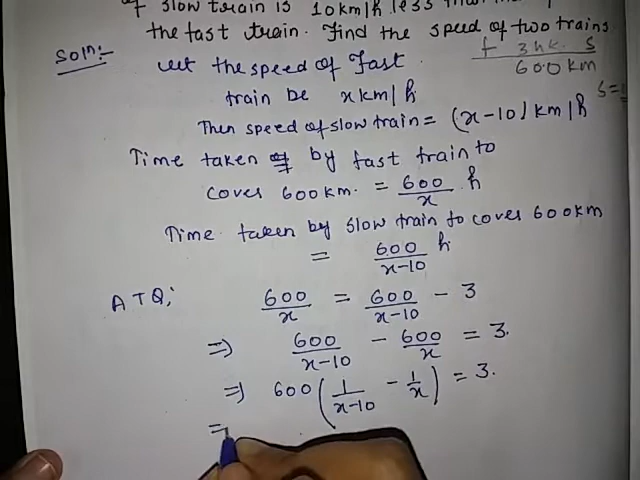 of slow train is 10km/h less than
the fast train. Find the speed of two trains
Soln:-
f 3hk. S
600km
Let the speed of fast
train be x km/h
S=
Then speed of slow train = (x-10) km/h
Time taken by fast train to
cover 600km. = 600/x h
Time taken by slow train to cover 600km
= 600/x-10 h
ATQ; 600/x = 600/x-10 - 3
=> 600/x-10 - 600/x = 3.
=> 600(1/x-10 - 1/x) = 3.
=